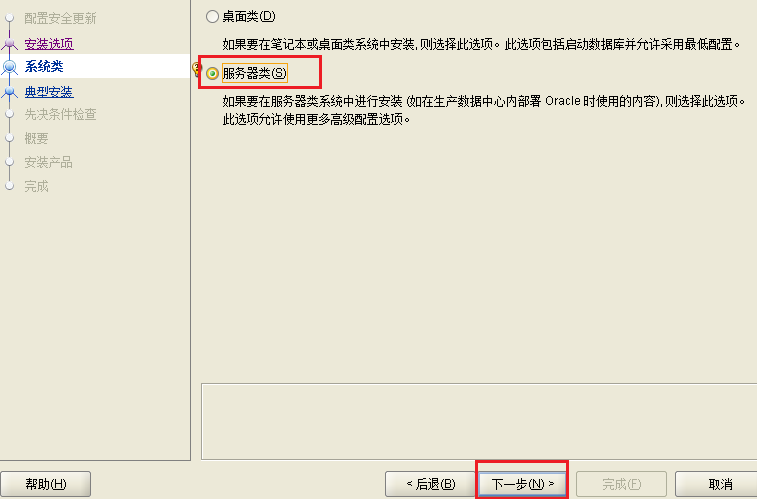 配置安全更新
安装选项
系统类
典型安装
先决条件检查
概要
安装产品
完成
桌面类(D)
如果要在笔记本或桌面类系统中安装,则选择此选项。此选项包括启动数据库并允许采用最低配置。
服务器类(S)
如果要在服务器类系统中进行安装 (如在生产数据中心内部署 Oracle 时使用的内容),则选择此选项。
此选项允许使用更多高级配置选项。
帮助(H)
< 后退(B)
下一步(N) >
完成(F)
取消